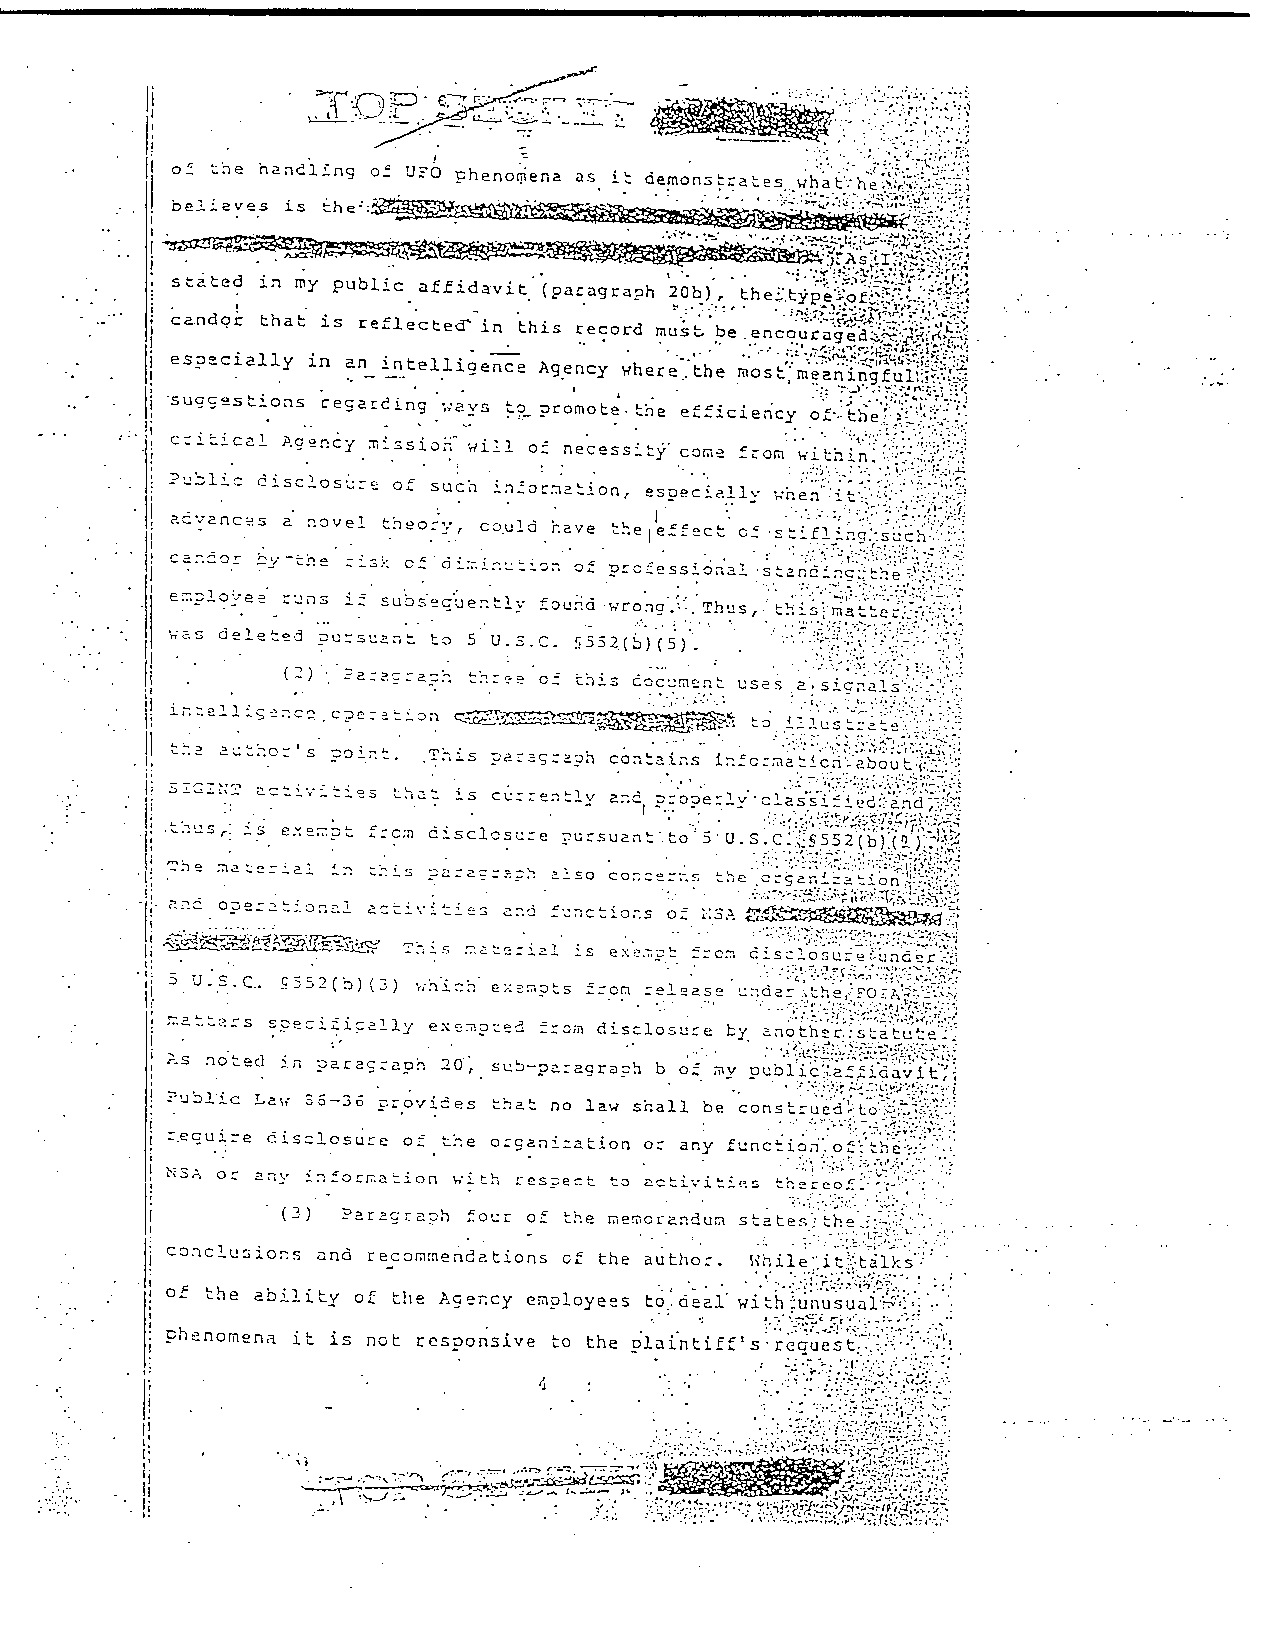 TOP SECRET
of the handling of UFO phenomena as it demonstrates what he
believes is the
As I
stated in my public affidavit (paragraph 20b), the type of
candor that is reflected in this record must be encouraged
especially in an intelligence Agency where the most meaningful
suggestions regarding ways to promote the efficiency of the
critical Agency mission will of necessity come from within.
Public disclosure of such information, especially when it
advances a novel theory, could have the effect of stifling such
candor by the risk of diminution of professional standing the
employee runs if subsequently found wrong. Thus, this matter
was deleted pursuant to 5 U.S.C. §552(b)(5).
(2) Paragraph three of this document uses a signals
intelligence operation to illustrate
the author's point. This paragraph contains information about
SIGINT activities that is currently and properly classified and,
thus, is exempt from disclosure pursuant to 5 U.S.C. §552(b)(1).
The material in this paragraph also concerns the organization
and operational activities and functions of NSA
This material is exempt from disclosure under
5 U.S.C. §552(b)(3) which exempts from release under the FOIA
matters specifically exempted from disclosure by another statute.
As noted in paragraph 20, sub-paragraph b of my public affidavit,
Public Law 86-36 provides that no law shall be construed to
require disclosure of the organization or any function of the
NSA or any information with respect to activities thereof.
(3) Paragraph four of the memorandum states the
conclusions and recommendations of the author. While it talks
of the ability of the Agency employees to deal with unusual
phenomena it is not responsive to the plaintiff's request
4
TOP SECRET